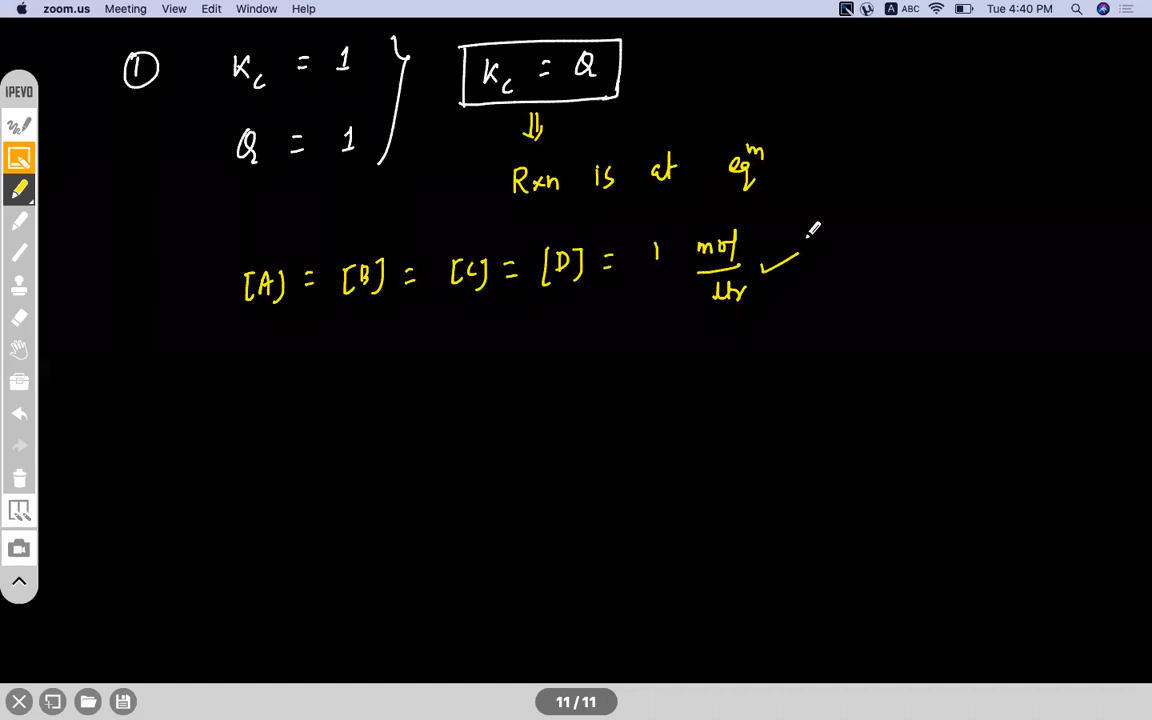 zoom.us Meeting View Edit Window Help A ABC Tue 4:40 PM
IPEVO
① Kc = 1
Q = 1
Kc = Q
⇓
Rxn is at eqᵐ
[A] = [B] = [C] = [D] = 1 mol/ltr ✓
11/11